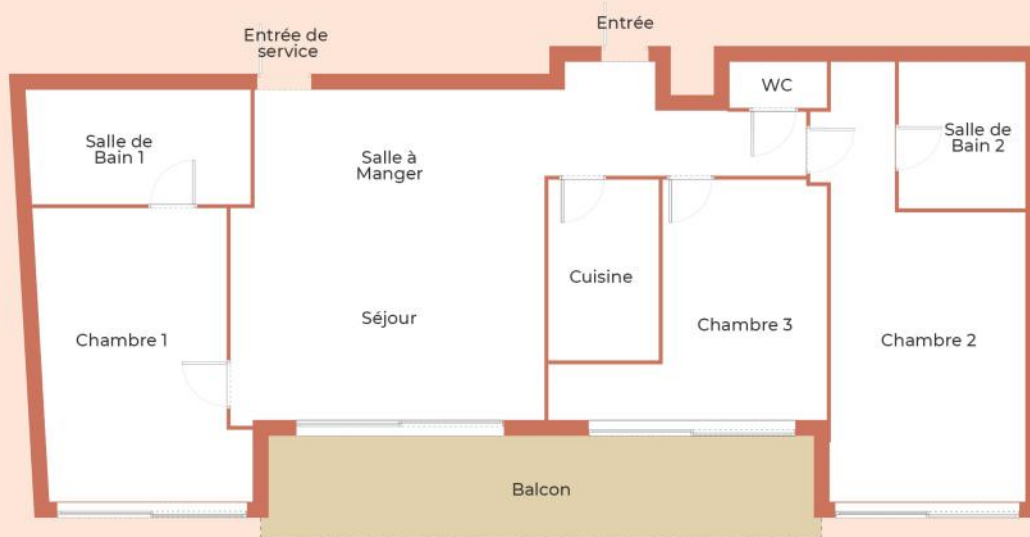 Entrée de
service
Entrée
WC
Salle de
Bain 1
Salle à
Manger
Salle de
Bain 2
Cuisine
Séjour
Chambre 3
Chambre 1
Chambre 2
Balcon